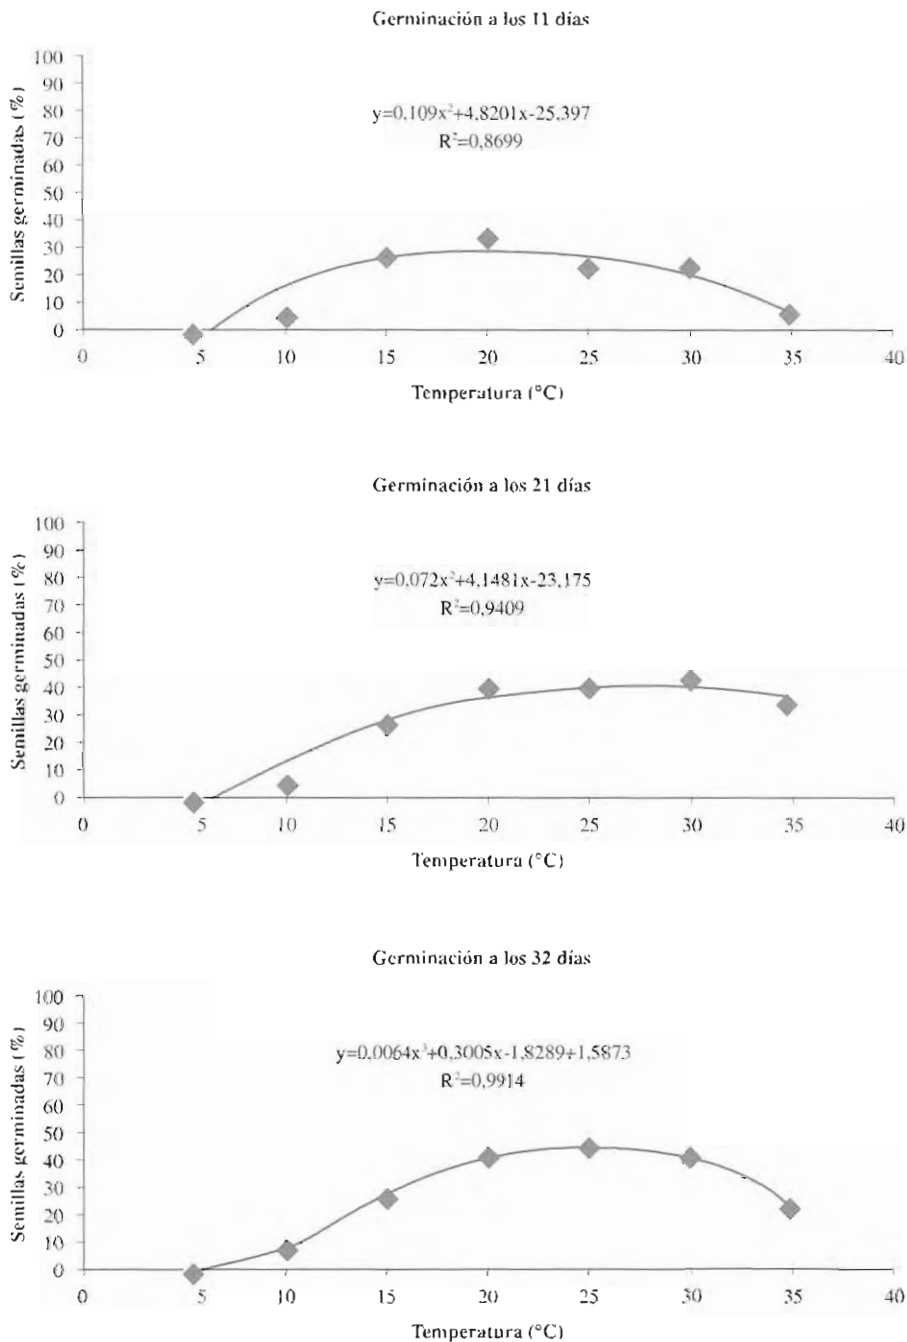 Germinación a los 11 días
100
90
80
70
60
50
40
30
20
10
0
Semillas germinadas (%)
y=0,109x²+4,8201x-25,397
R²=0,8699
0 5 10 15 20 25 30 35 40
Temperatura (°C)
Germinación a los 21 días
100
90
80
70
60
50
40
30
20
10
0
Semillas germinadas (%)
y=0,072x²+4,1481x-23,175
R²=0,9409
0 5 10 15 20 25 30 35 40
Temperatura (°C)
Germinación a los 32 días
100
90
80
70
60
50
40
30
20
10
0
Semillas germinadas (%)
y=0,0064x³+0,3005x-1,8289+1,5873
R²=0,9914
0 5 10 15 20 25 30 35 40
Temperatura (°C)